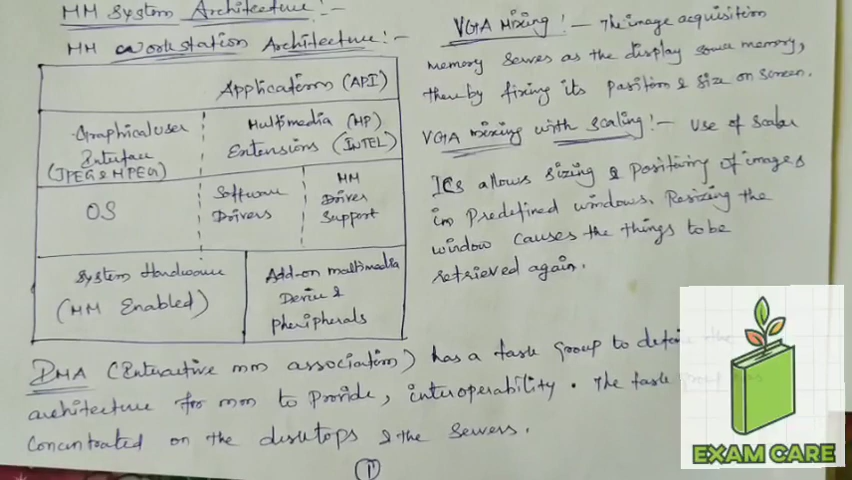 MM System Architecture :-
MM Workstation Architecture :-
Applications (API)
Graphical user
Interface
(JPEG & MPEG)
Multimedia (MP)
Extensions (INTEL)
OS
Software
Drivers
MM
Driver
Support
System Hardware
(MM Enabled)
Add-on multimedia
Device &
pheripherals
VGA Mixing :- The image acquisition
memory serves as the display source memory,
thereby fixing its position & size on screen.
VGA mixing with scaling :- Use of scalar
ICs allows sizing & positioning of images
in Predefined windows. Resizing the
window causes the things to be
retrieved again.
IMA (Interactive mm association) has a task group to define the
architecture for mm to Provide, interoperability. The task group has
Concentrated on the desktops & the servers.
1
EXAM CARE